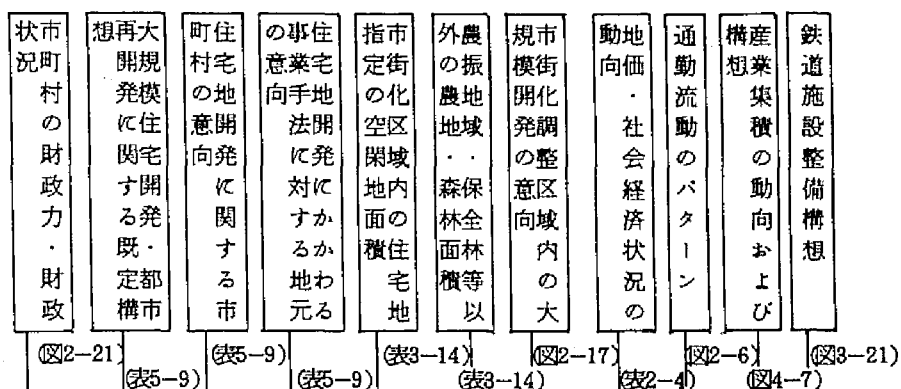 鉄道施設整備構想
産業集積の動向および
構想
通勤流動のパターン
地価・社会経済状況の
動向
市街化調整区域内の大
規模開発の意向
農振地域・保全林等以
外の農地・森林面積
市街化区域内の住宅地
指定の空閑地面積
住宅地開発にかかわる
事業手法に対する地元
の意向
住宅地開発に関する市
町村の意向
大規模住宅開発・都市
再開発に関する既定構
想
市町村の財政力・財政
状況
(図3-21)
(図4-7)
(図2-6)
(表2-4)
(図2-17)
(表3-14)
(表3-14)
(表5-9)
(表5-9)
(表5-9)
(図2-21)